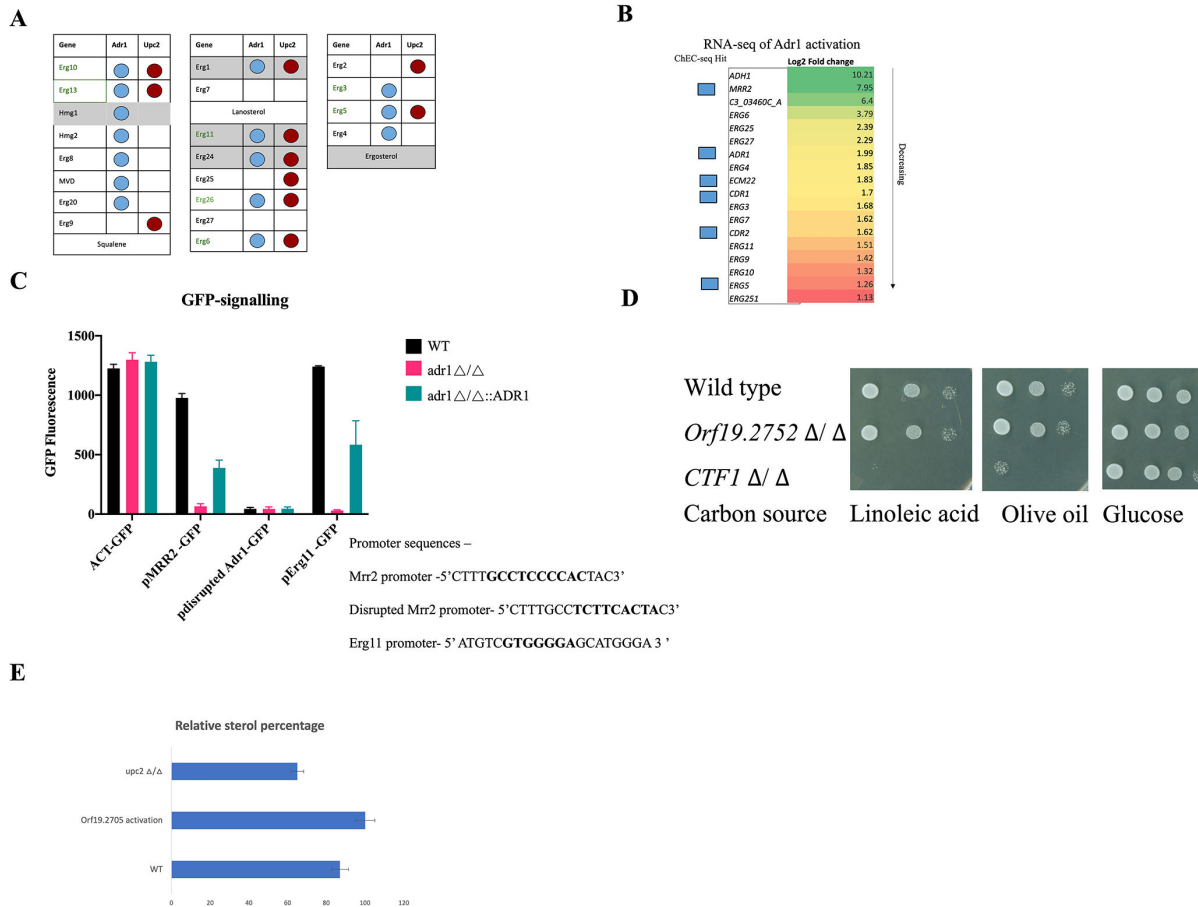 A
Gene Adr1 Upc2
Erg10
Erg13
Hmg1
Hmg2
Erg8
MVD
Erg20
Erg9
Squalene
Gene Adr1 Upc2
Erg1
Erg7
Lanosterol
Erg11
Erg24
Erg25
Erg26
Erg27
Erg6
Gene Adr1 Upc2
Erg2
Erg3
Erg5
Erg4
Ergosterol
B
RNA-seq of Adr1 activation
ChEC-seq Hit Log2 Fold change
ADH1 10.21
MRR2 7.95
C3_03460C_A 6.4
ERG6 3.79
ERG25 2.39
ERG27 2.29
ADR1 1.99
ERG4 1.85
ECM22 1.83
CDR1 1.7
ERG3 1.68
ERG7 1.62
CDR2 1.62
ERG11 1.51
ERG9 1.42
ERG10 1.32
ERG5 1.26
ERG251 1.13
Decreasing
C
GFP-signalling
GFP Fluorescence
1500
1000
500
0
ACT-GFP
pMRR2 -GFP
pdisrupted Adr1-GFP
pErg11 -GFP
WT
adr1△/△
adr1△/△::ADR1
Promoter sequences –
Mrr2 promoter -5'CTTTGCCTCCCCACTAC3'
Disrupted Mrr2 promoter- 5'CTTTGCCTCTTCACTAC3'
Erg11 promoter- 5' ATGTCGTGGGGAGCATGGGA 3 '
D
Wild type
Orf19.2752 Δ/ Δ
CTF1 Δ/ Δ
Carbon source Linoleic acid Olive oil Glucose
E
Relative sterol percentage
upc2 Δ/Δ
Orf19.2705 activation
WT
0 20 40 60 80 100 120